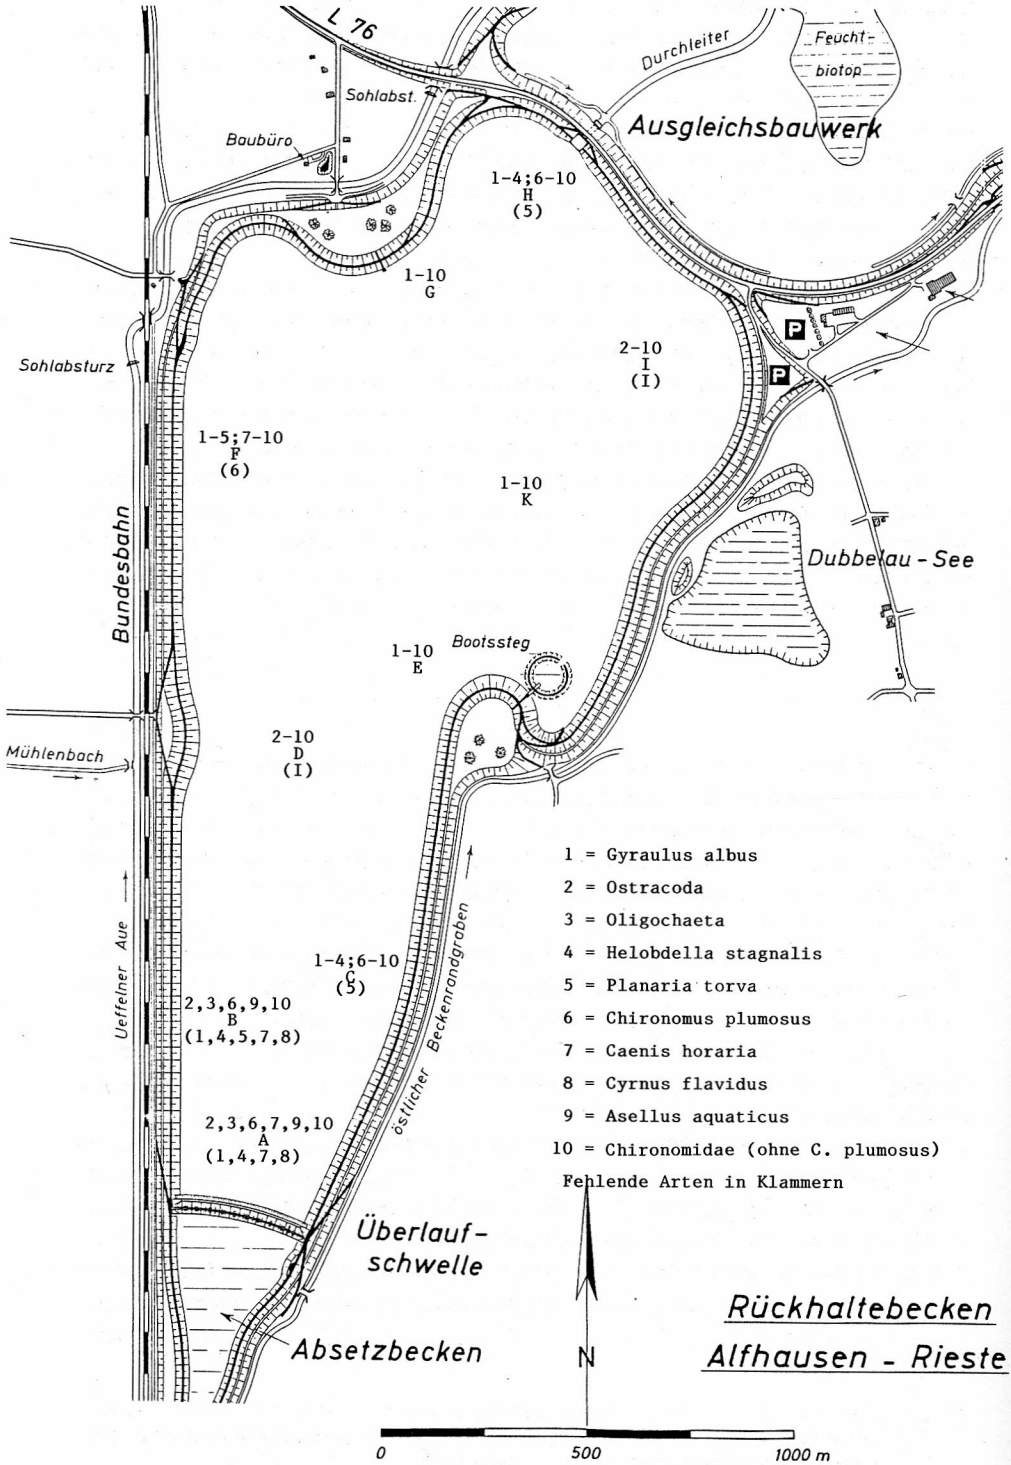 L 76
Durchleiter
Feucht-
biotop
Sohlabst.
Ausgleichsbauwerk
Baubüro
1-4;6-10
H
(5)
1-10
G
P
2-10
I
(I)
P
Sohlabsturz
1-5;7-10
F
(6)
1-10
K
Bundesbahn
Dubbelau - See
1-10
E
Bootssteg
2-10
D
(I)
Mühlenbach
1 = Gyraulus albus
2 = Ostracoda
3 = Oligochaeta
4 = Helobdella stagnalis
5 = Planaria torva
6 = Chironomus plumosus
7 = Caenis horaria
8 = Cyrnus flavidus
9 = Asellus aquaticus
10 = Chironomidae (ohne C. plumosus)
Fehlende Arten in Klammern
Ueffelner Aue
östlicher Beckenrandgraben
1-4;6-10
C
(5)
2,3,6,9,10
B
(1,4,5,7,8)
2,3,6,7,9,10
A
(1,4,7,8)
Überlauf-
schwelle
Absetzbecken
N
Rückhaltebecken
Alfhausen - Rieste
0 500 1000 m